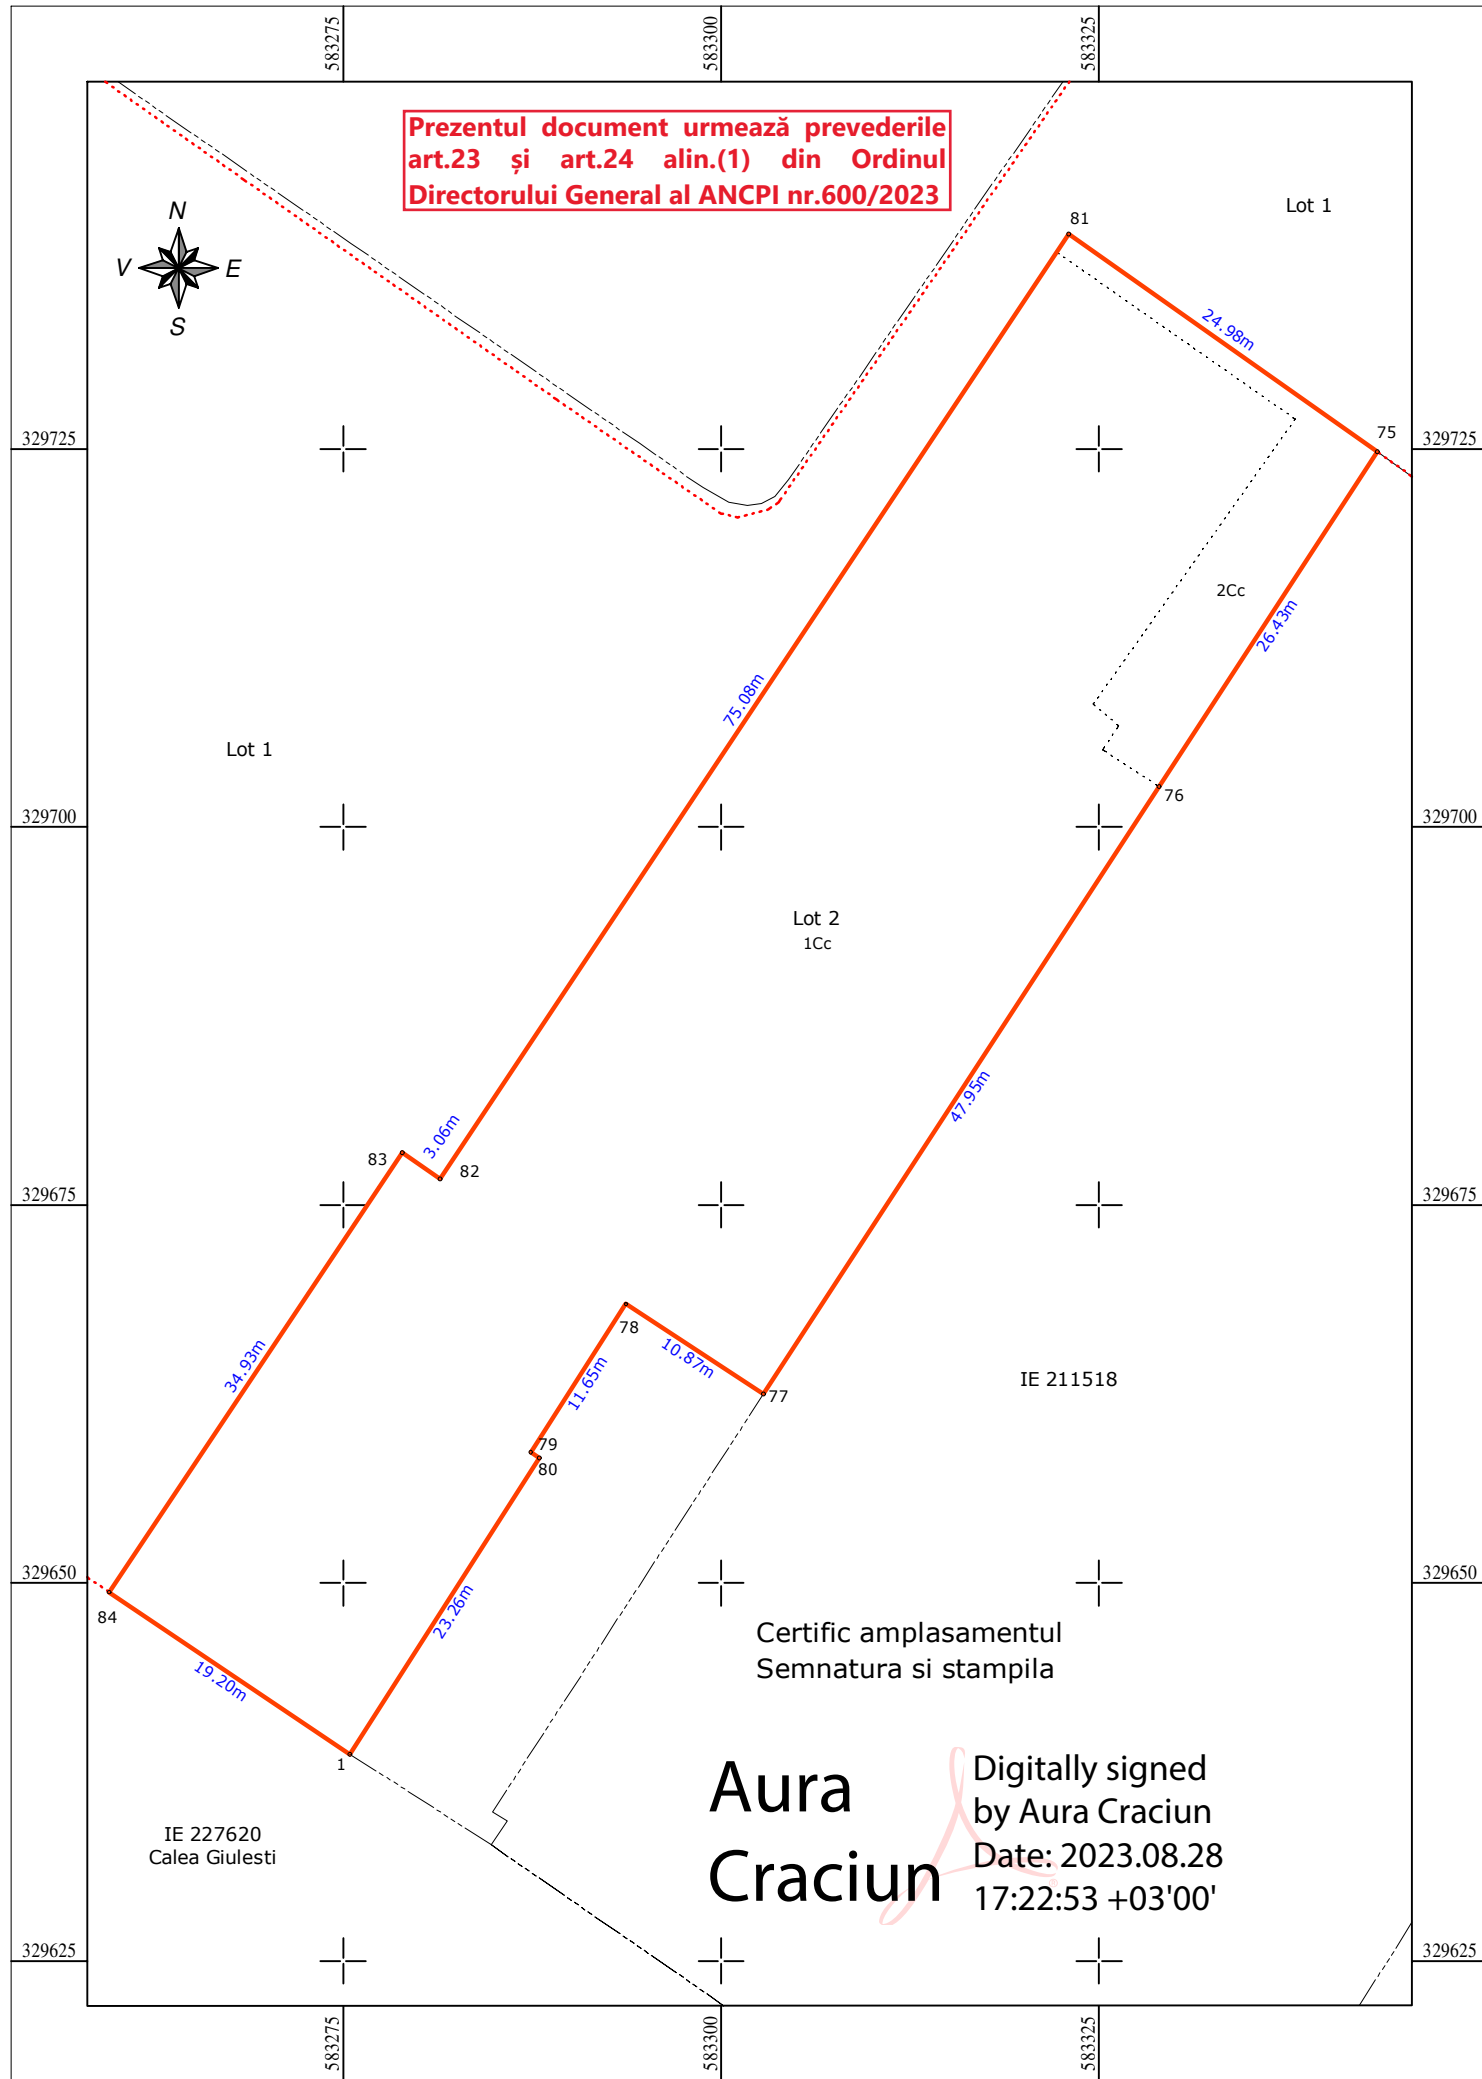 583275
583300
583325
Prezentul document urmează prevederile
art.23 și art.24 alin.(1) din Ordinul
Directorului General al ANCPI nr.600/2023
N
V E
S
Lot 1
81
24.98m
75
329725
329725
2Cc
26.43m
75.08m
Lot 1
76
329700
329700
Lot 2
1Cc
47.95m
3.06m
83
82
329675
329675
78
10.87m
34.93m
11.65m
77
IE 211518
79
80
329650
329650
84
23.26m
19.20m
Certific amplasamentul
Semnatura si stampila
1
Aura
Craciun
Digitally signed
by Aura Craciun
Date: 2023.08.28
17:22:53 +03'00'
IE 227620
Calea Giulesti
329625
329625
583275
583300
583325